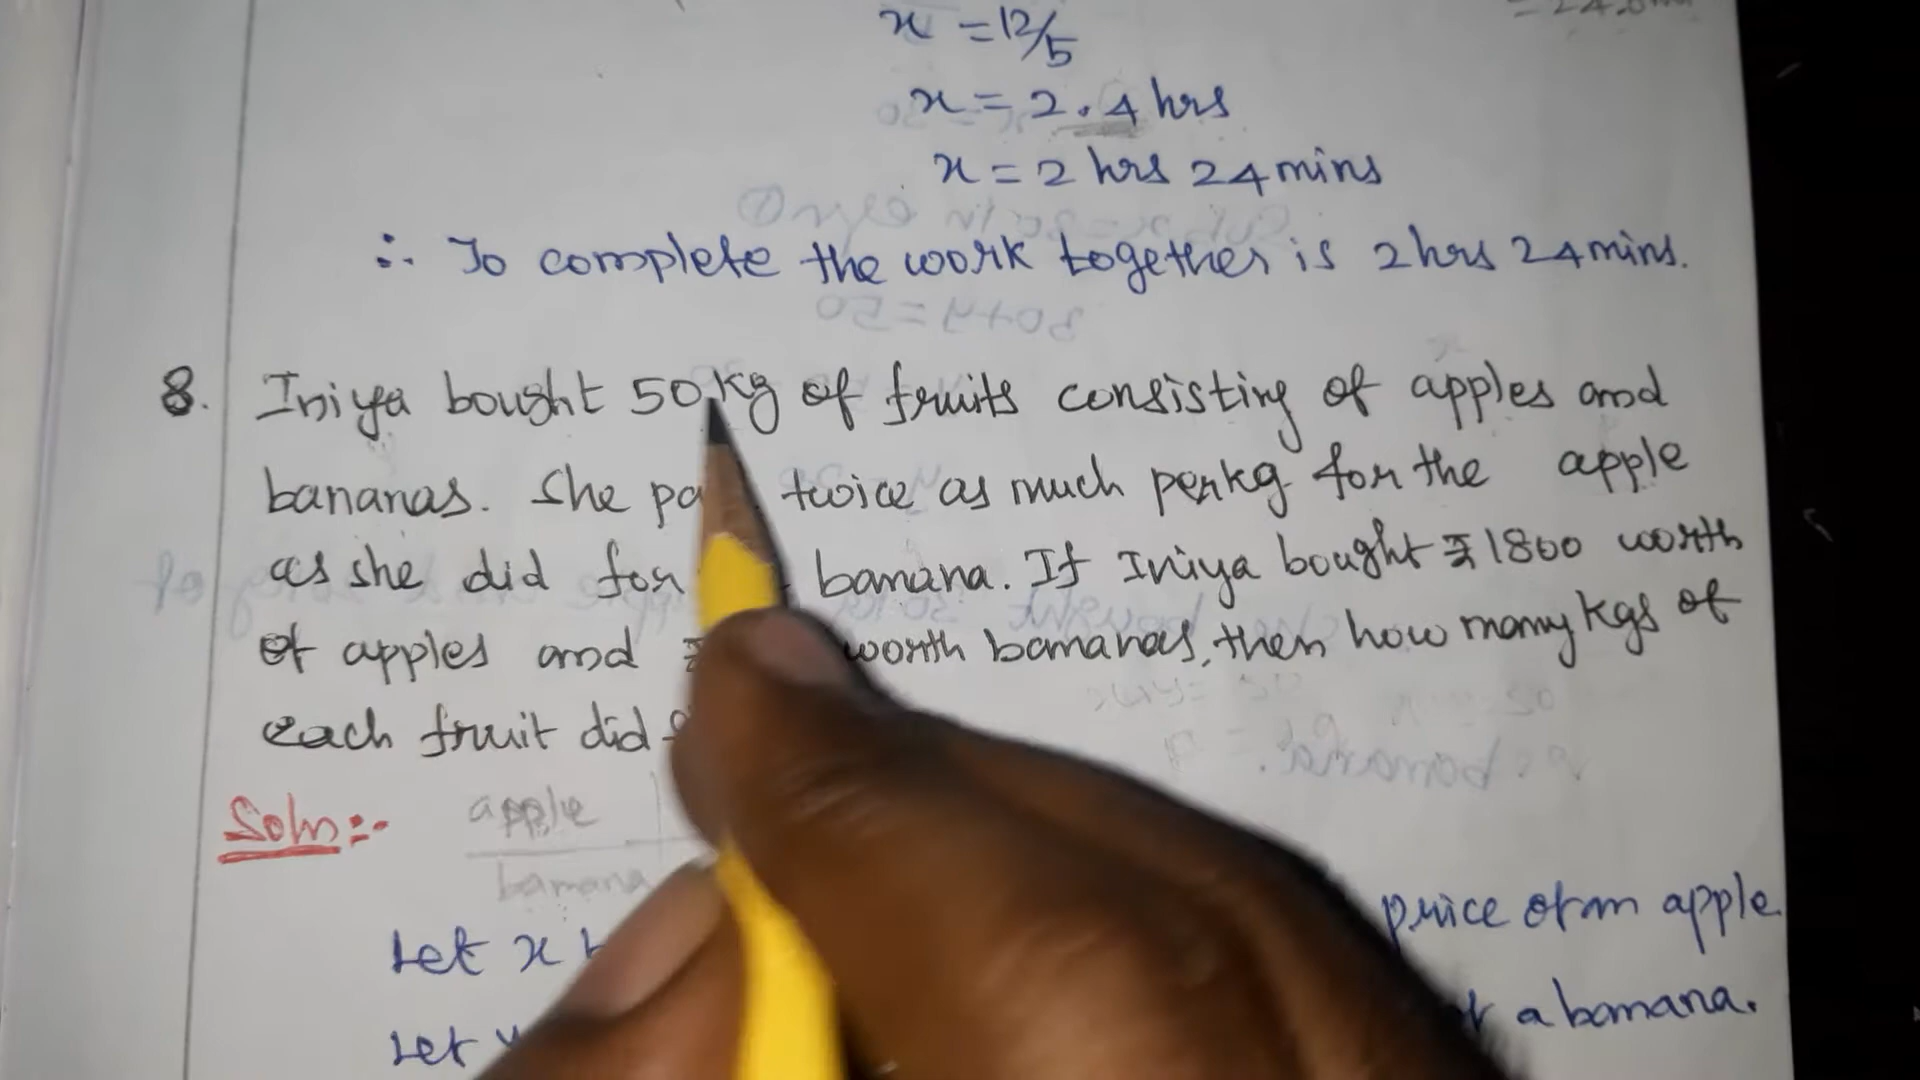 x = 12/5
x = 2.4 hrs
x = 2 hrs 24 mins
∴ To complete the work together is 2 hrs 24 mins.
8. Iniya bought 50 kg of fruits consisting of apples and
bananas. She twice as much per kg for the apple
as she did for banana. If Iniya bought ₹ 1800 worth
of apples and ₹ worth bananas, then how many kgs of
each fruit did
Soln:-
apple
banana
price of an apple
Let x
a banana.
Let